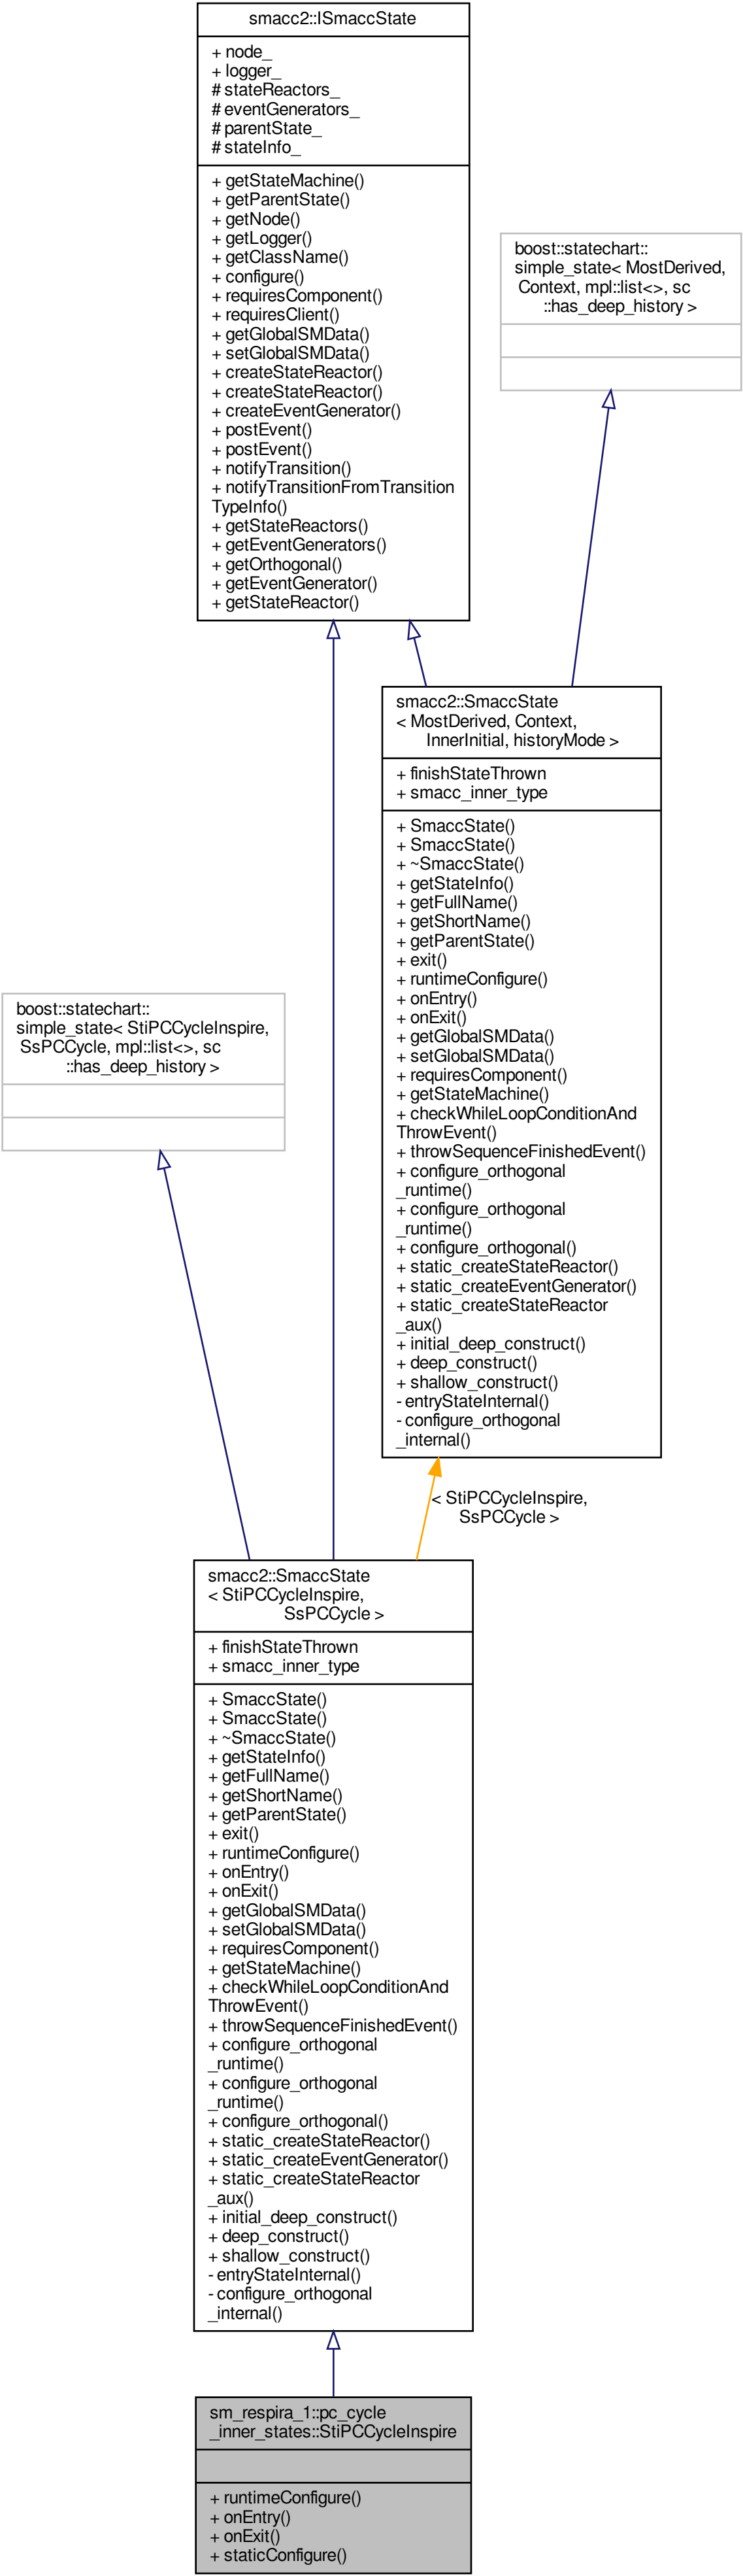 smacc2::ISmaccState
+ node_
+ logger_
# stateReactors_
# eventGenerators_
# parentState_
# stateInfo_
+ getStateMachine()
+ getParentState()
+ getNode()
+ getLogger()
+ getClassName()
+ configure()
+ requiresComponent()
+ requiresClient()
+ getGlobalSMData()
+ setGlobalSMData()
+ createStateReactor()
+ createStateReactor()
+ createEventGenerator()
+ postEvent()
+ postEvent()
+ notifyTransition()
+ notifyTransitionFromTransition
TypeInfo()
+ getStateReactors()
+ getEventGenerators()
+ getOrthogonal()
+ getEventGenerator()
+ getStateReactor()
boost::statechart::
simple_state< MostDerived,
Context, mpl::list<>, sc
::has_deep_history >
smacc2::SmaccState
< MostDerived, Context,
InnerInitial, historyMode >
+ finishStateThrown
+ smacc_inner_type
+ SmaccState()
+ SmaccState()
+ ~SmaccState()
+ getStateInfo()
+ getFullName()
+ getShortName()
+ getParentState()
+ exit()
+ runtimeConfigure()
+ onEntry()
+ onExit()
+ getGlobalSMData()
+ setGlobalSMData()
+ requiresComponent()
+ getStateMachine()
+ checkWhileLoopConditionAnd
ThrowEvent()
+ throwSequenceFinishedEvent()
+ configure_orthogonal
_runtime()
+ configure_orthogonal
_runtime()
+ configure_orthogonal()
+ static_createStateReactor()
+ static_createEventGenerator()
+ static_createStateReactor
_aux()
+ initial_deep_construct()
+ deep_construct()
+ shallow_construct()
- entryStateInternal()
- configure_orthogonal
_internal()
boost::statechart::
simple_state< StiPCCycleInspire,
SsPCCycle, mpl::list<>, sc
::has_deep_history >
< StiPCCycleInspire,
SsPCCycle >
smacc2::SmaccState
< StiPCCycleInspire,
SsPCCycle >
+ finishStateThrown
+ smacc_inner_type
+ SmaccState()
+ SmaccState()
+ ~SmaccState()
+ getStateInfo()
+ getFullName()
+ getShortName()
+ getParentState()
+ exit()
+ runtimeConfigure()
+ onEntry()
+ onExit()
+ getGlobalSMData()
+ setGlobalSMData()
+ requiresComponent()
+ getStateMachine()
+ checkWhileLoopConditionAnd
ThrowEvent()
+ throwSequenceFinishedEvent()
+ configure_orthogonal
_runtime()
+ configure_orthogonal
_runtime()
+ configure_orthogonal()
+ static_createStateReactor()
+ static_createEventGenerator()
+ static_createStateReactor
_aux()
+ initial_deep_construct()
+ deep_construct()
+ shallow_construct()
- entryStateInternal()
- configure_orthogonal
_internal()
sm_respira_1::pc_cycle
_inner_states::StiPCCycleInspire
+ runtimeConfigure()
+ onEntry()
+ onExit()
+ staticConfigure()